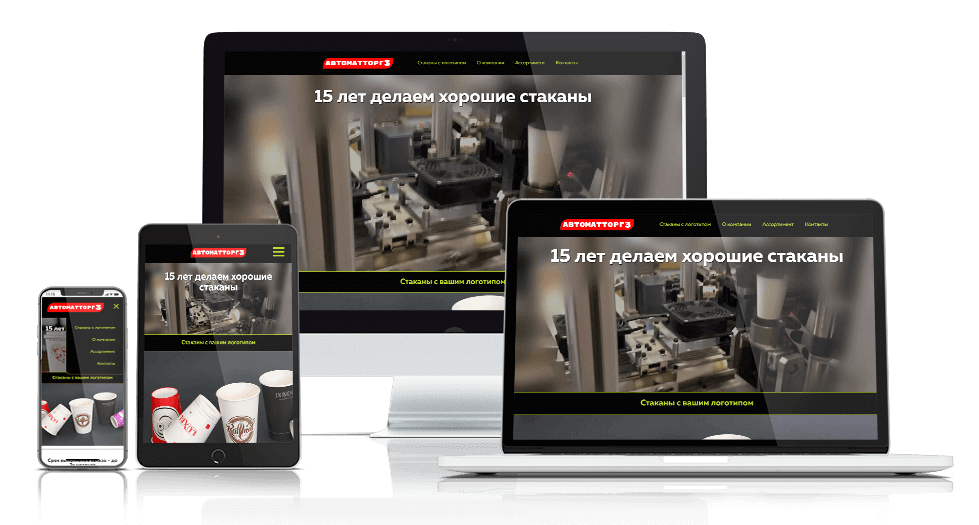 АВТОМАТТОРГ3
Стаканы с логотипом О компании Ассортимент Контакты
15 лет делаем хорошие стаканы
Стаканы с вашим логотипом
АВТОМАТТОРГ3
Стаканы с логотипом О компании Ассортимент Контакты
15 лет делаем хорошие стаканы
Стаканы с вашим логотипом
АВТОМАТТОРГ3
15 лет делаем хорошие
стаканы
Стаканы с вашим логотипом
АВТОМАТТОРГ3
15 лет
Стаканы с логотипом
О компании
Ассортимент
Контакты
Стаканы с вашим логотипом